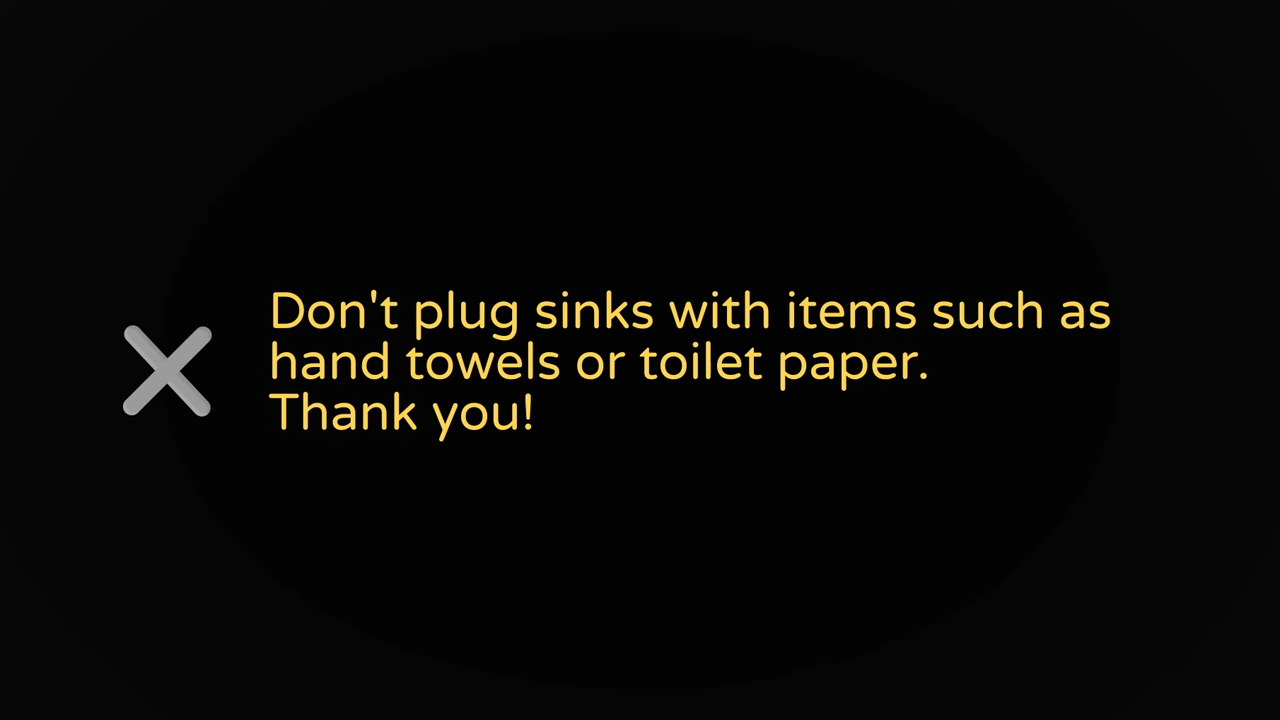 Don't plug sinks with items such as
hand towels or toilet paper.
Thank you!